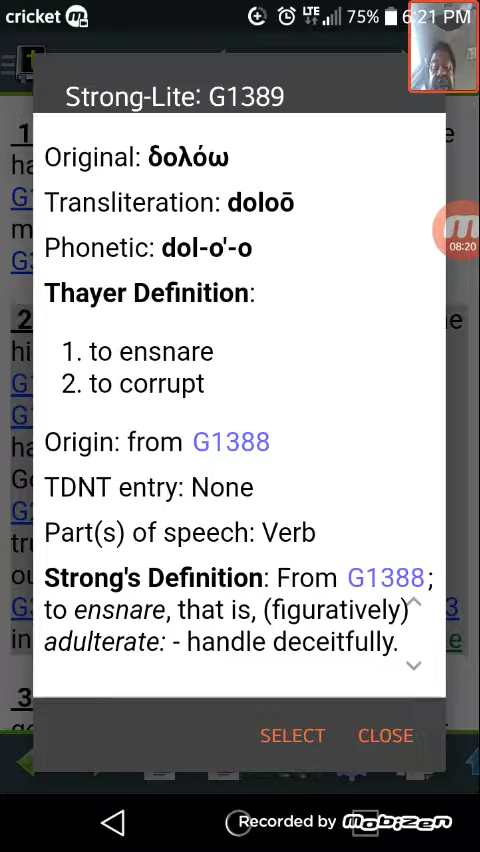 cricket LTE 75% 6:21 PM
Strong-Lite: G1389
Original: δολόω
Transliteration: doloō
Phonetic: dol-o'-o
Thayer Definition:
1. to ensnare
2. to corrupt
Origin: from G1388
TDNT entry: None
Part(s) of speech: Verb
Strong's Definition: From G1388;
to ensnare, that is, (figuratively)
adulterate: - handle deceitfully.
SELECT CLOSE
08:20
Recorded by Mobizen